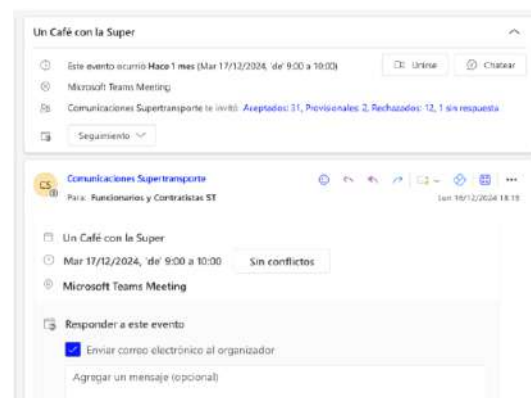 Un Café con la Super
Este evento ocurrió Hace 1 mes (Mar 17/12/2024, 'de' 9:00 a 10:00)
Unirse
Chatear
Microsoft Teams Meeting
Comunicaciones Supertransporte te invitó. Aceptados: 31, Provisionales: 2, Rechazados: 12, 1 sin respuesta
Seguimiento
CS
Comunicaciones Supertransporte
Para: Funcionarios y Contratistas ST
Lun 16/12/2024 18:18
Un Café con la Super
Mar 17/12/2024, 'de' 9:00 a 10:00
Sin conflictos
Microsoft Teams Meeting
Responder a este evento
Enviar correo electrónico al organizador
Agregar un mensaje (opcional)